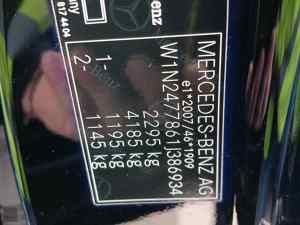 MERCEDES-BENZ AG
e1*2007/46*1909
W1N2477861J386934
2295 kg
4185 kg
1- 1195 kg
2- 1145 kg